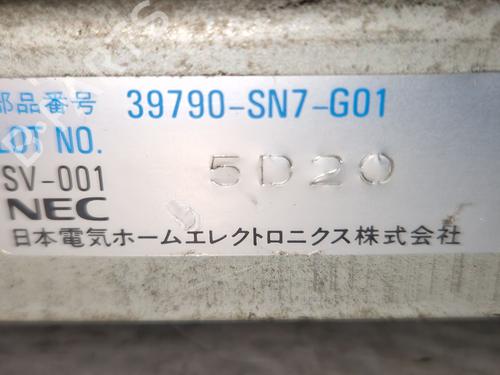 部品番号 39790-SN7-G01
LOT NO. 5D20
SV-001
NEC
日本電気ホームエレクトロニクス株式会社